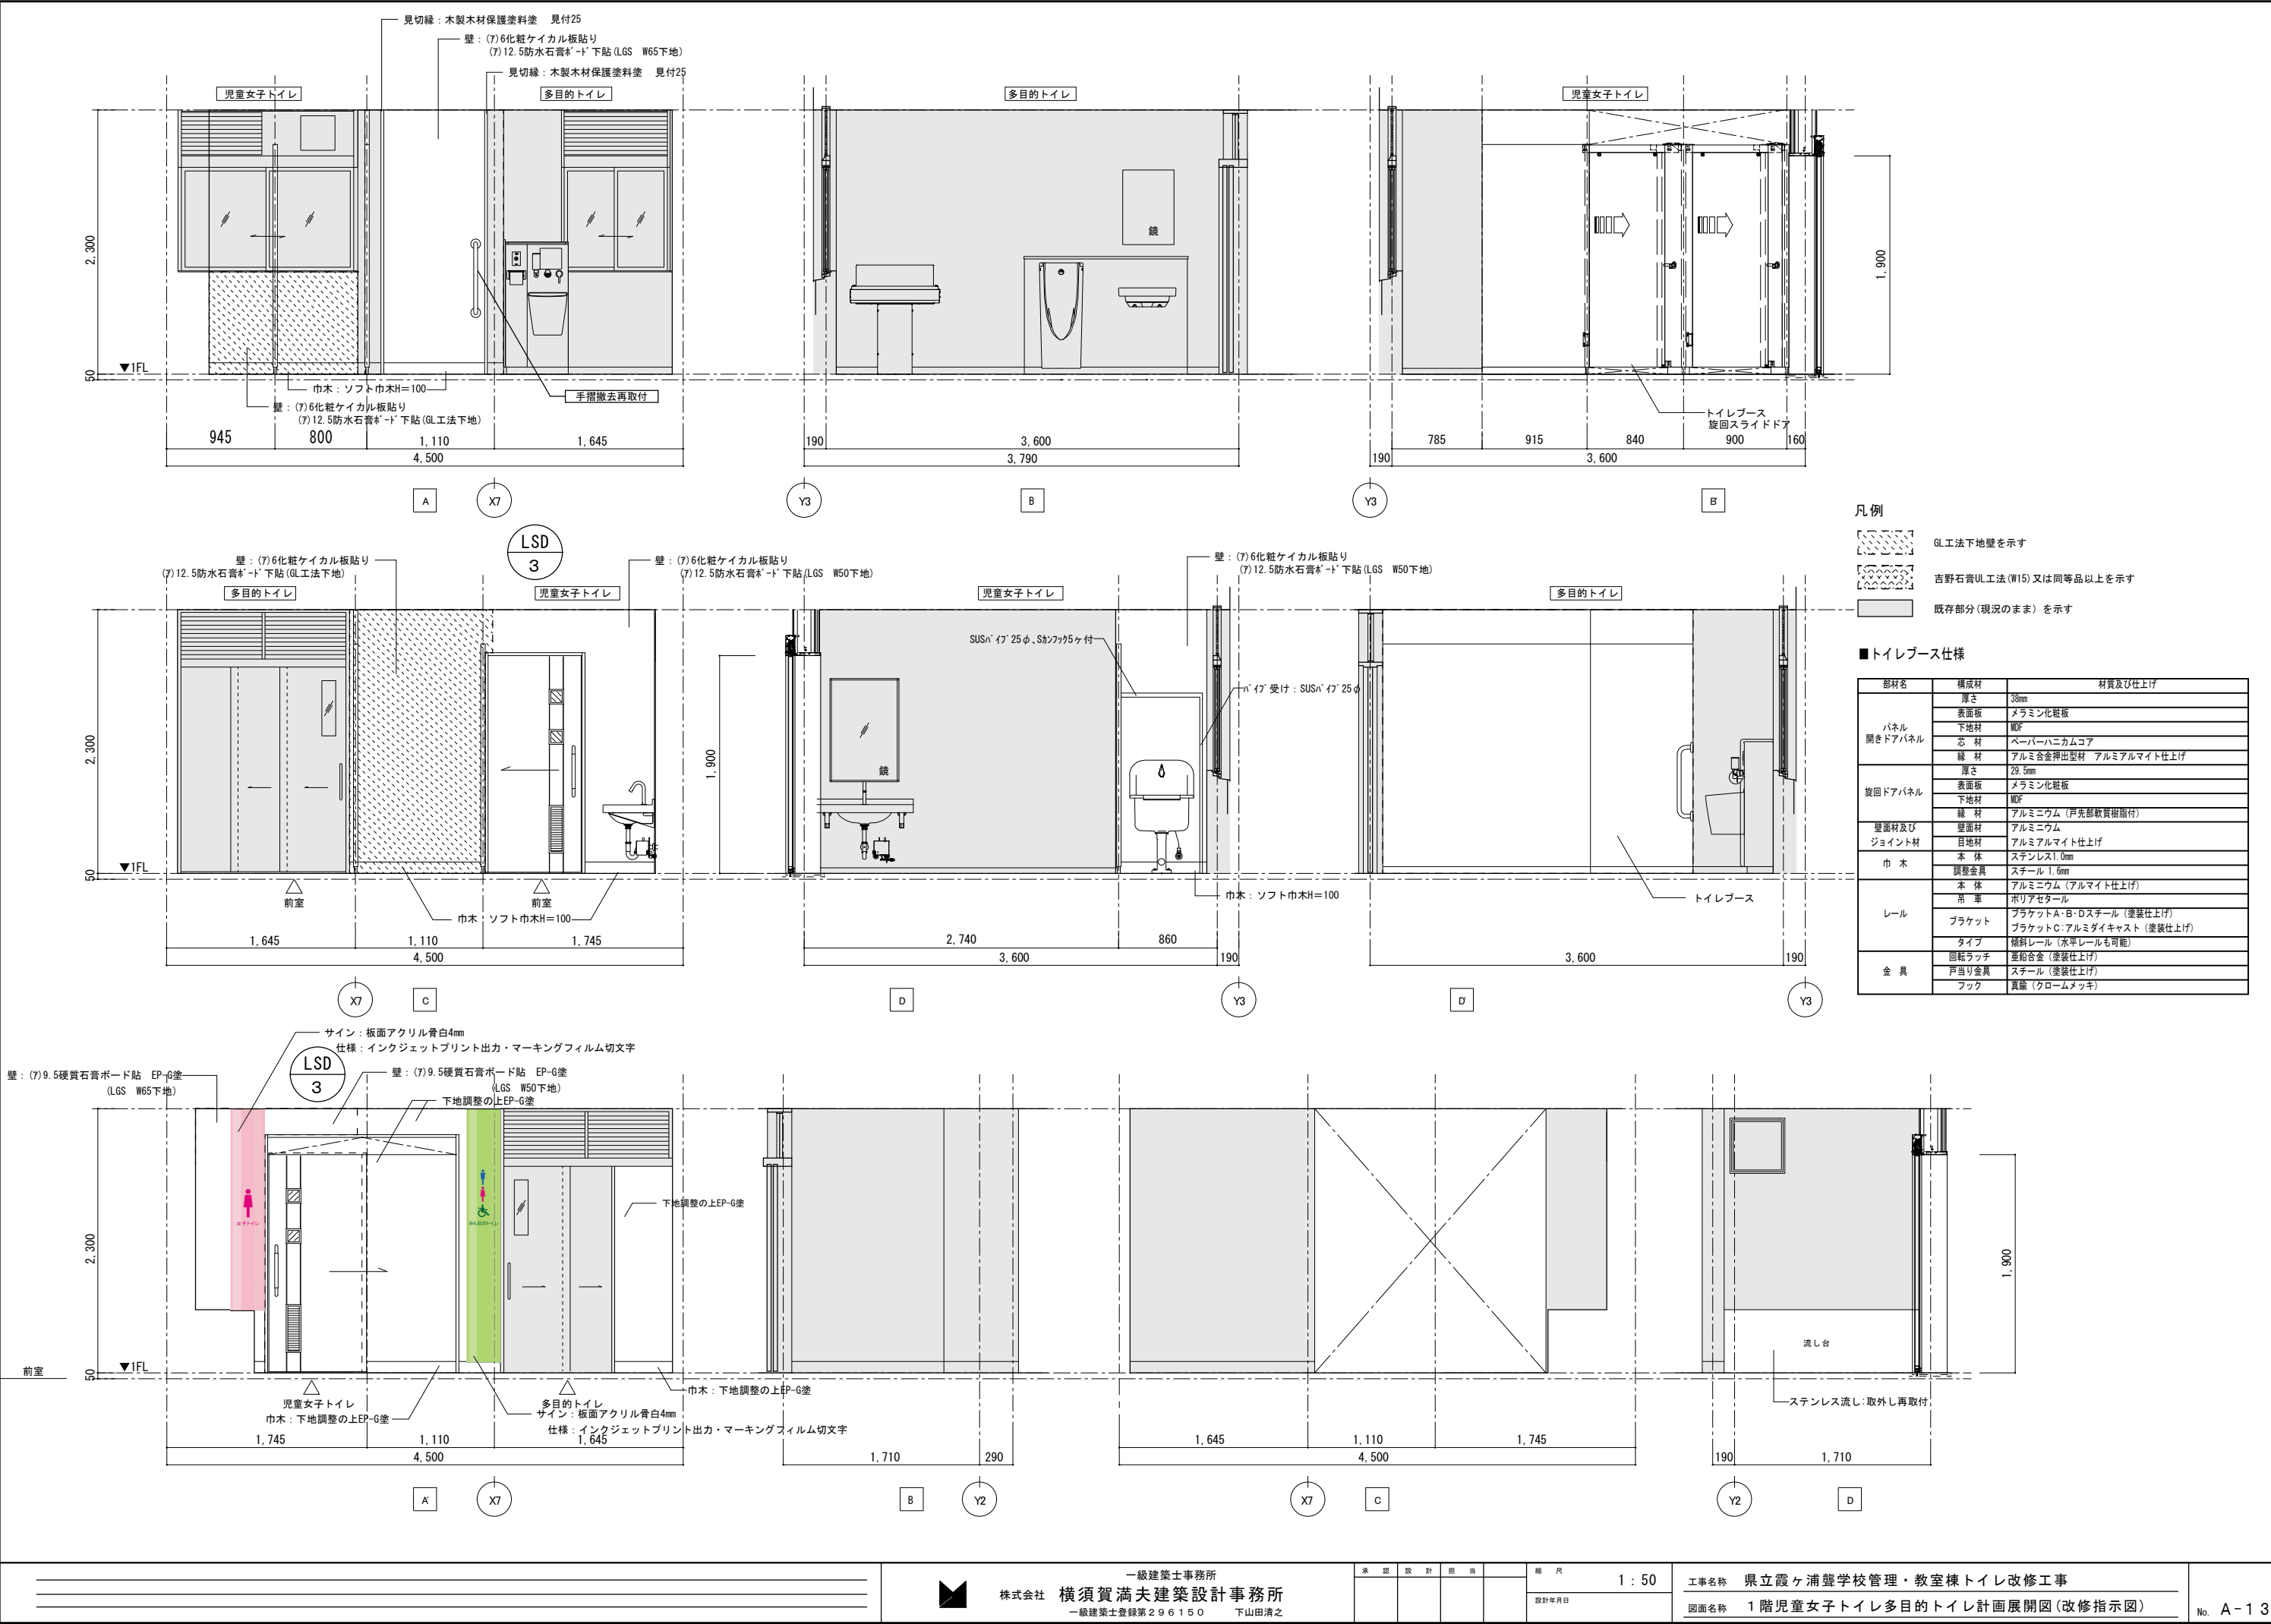 見切縁：木製木材保護塗料塗　見付25
壁：(ｱ)6化粧ケイカル板貼り
(ｱ)12.5防水石膏ﾎﾞｰﾄﾞ下貼(LGS　W65下地)
見切縁：木製木材保護塗料塗　見付25
児童女子トイレ
多目的トイレ
多目的トイレ
児童女子トイレ
鏡
2,300
1,900
▼1FL
50
巾木：ソフト巾木H＝100
手摺撤去再取付
壁：(ｱ)6化粧ケイカル板貼り
(ｱ)12.5防水石膏ﾎﾞｰﾄﾞ下貼(GL工法下地)
トイレブース
旋回スライドドア
945
800
1,110
1,645
4,500
190
3,600
3,790
785
915
840
900
160
190
3,600
A
X7
Y3
B
Y3
B'
凡例
GL工法下地壁を示す
吉野石膏UL工法(W15)又は同等品以上を示す
既存部分(現況のまま）を示す
LSD
3
壁：(ｱ)6化粧ケイカル板貼り
(ｱ)12.5防水石膏ﾎﾞｰﾄﾞ下貼(GL工法下地)
壁：(ｱ)6化粧ケイカル板貼り
(ｱ)12.5防水石膏ﾎﾞｰﾄﾞ下貼(LGS　W50下地)
壁：(ｱ)6化粧ケイカル板貼り
(ｱ)12.5防水石膏ﾎﾞｰﾄﾞ下貼(LGS　W50下地)
多目的トイレ
児童女子トイレ
児童女子トイレ
多目的トイレ
SUSﾊﾟｲﾌﾟ25φ、Sｶﾝﾌｯｸ5ヶ付
ﾊﾟｲﾌﾟ受け：SUSﾊﾟｲﾌﾟ25φ
鏡
2,300
1,900
▼1FL
50
前室
前室
巾木：ソフト巾木H＝100
巾木：ソフト巾木H＝100
トイレブース
1,645
1,110
1,745
4,500
2,740
860
3,600
190
3,600
190
X7
C
D
Y3
D'
Y3
■トイレブース仕様
部材名　構成材　材質及び仕上げ
パネル
開きドアパネル
厚さ　38mm
表面板　メラミン化粧板
下地材　MDF
芯　材　ペーパーハニカムコア
縁　材　アルミ合金押出型材　アルミアルマイト仕上げ
旋回ドアパネル
厚さ　29.5mm
表面板　メラミン化粧板
下地材　MDF
縁　材　アルミニウム（戸先部軟質樹脂付）
壁面材及び
ジョイント材
壁面材　アルミニウム
目地材　アルミアルマイト仕上げ
巾　木
本　体　ステンレス1.0mm
調整金具　スチール 1.6mm
レール
本　体　アルミニウム（アルマイト仕上げ）
吊　車　ポリアセタール
ブラケット　ブラケットA・B・Dスチール（塗装仕上げ）
ブラケットC：アルミダイキャスト（塗装仕上げ）
タイプ　傾斜レール（水平レールも可能）
金　具
回転ラッチ　亜鉛合金（塗装仕上げ）
戸当り金具　スチール（塗装仕上げ）
フック　真鍮（クロームメッキ）
サイン：板面アクリル骨白4mm
仕様：インクジェットプリント出力・マーキングフィルム切文字
LSD
3
壁：(ｱ)9.5硬質石膏ボード貼　EP-G塗
(LGS　W65下地)
壁：(ｱ)9.5硬質石膏ボード貼　EP-G塗
(LGS　W50下地)
下地調整の上EP-G塗
女子トイレ
下地調整の上EP-G塗
2,300
1,900
流し台
前室
▼1FL
50
児童女子トイレ
巾木：下地調整の上EP-G塗
多目的トイレ
巾木：下地調整の上EP-G塗
サイン：板面アクリル骨白4mm
仕様：インクジェットプリント出力・マーキングフィルム切文字
ステンレス流し：取外し再取付
1,745
1,110
1,645
4,500
1,710
290
1,645
1,110
1,745
4,500
190
1,710
A'
X7
B
Y2
X7
C
Y2
D
一級建築士事務所
株式会社　横須賀満夫建築設計事務所
一級建築士登録第２９６１５０　下山田清之
承　認　設　計　担　当
縮　尺
1：50
設計年月日
工事名称　県立霞ヶ浦聾学校管理・教室棟トイレ改修工事
図面名称　１階児童女子トイレ多目的トイレ計画展開図(改修指示図)
No. A-13